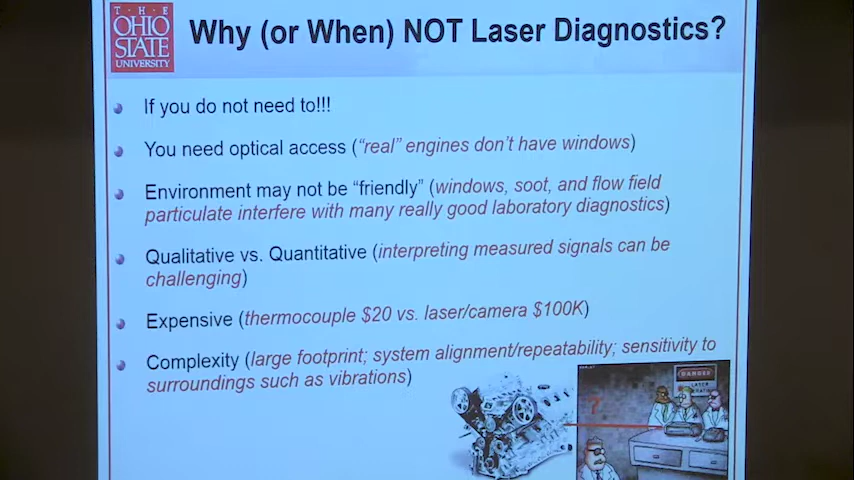 THE
OHIO
STATE
UNIVERSITY
Why (or When) NOT Laser Diagnostics?
If you do not need to!!!
You need optical access (“real” engines don’t have windows)
Environment may not be “friendly” (windows, soot, and flow field
particulate interfere with many really good laboratory diagnostics)
Qualitative vs. Quantitative (interpreting measured signals can be
challenging)
Expensive (thermocouple $20 vs. laser/camera $100K)
Complexity (large footprint; system alignment/repeatability; sensitivity to
surroundings such as vibrations)
DANGER
LASER
?